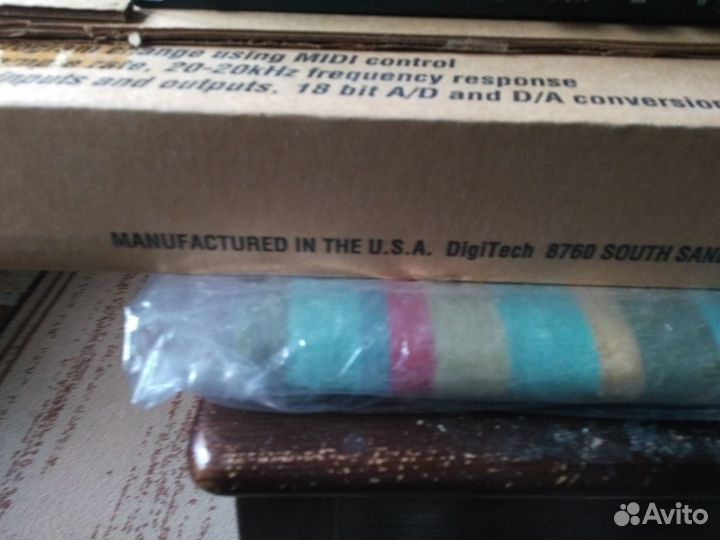 change using MIDI control
rate. 20-20kHz frequency response
inputs and outputs. 18 bit A/D and D/A conversion
MANUFACTURED IN THE U.S.A. DigiTech 8760 SOUTH SAN
Avito